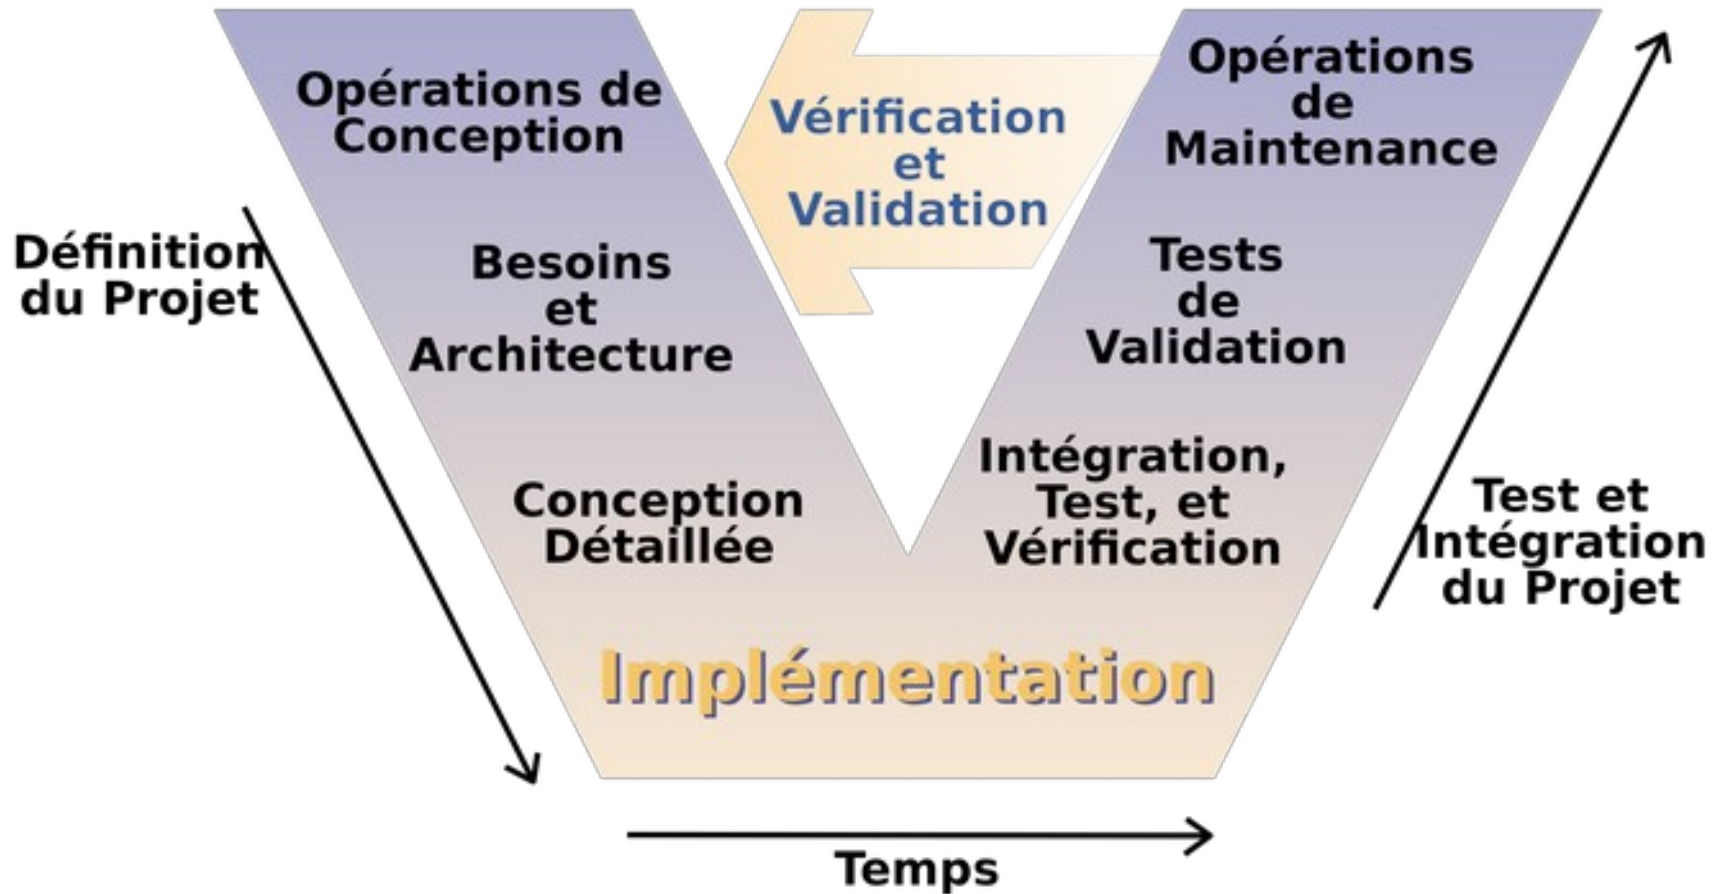 Opérations de
Conception
Vérification
et
Validation
Opérations
de
Maintenance
Définition
du Projet
Besoins
et
Architecture
Tests
de
Validation
Conception
Détaillée
Intégration,
Test, et
Vérification
Test et
Intégration
du Projet
Implémentation
Temps